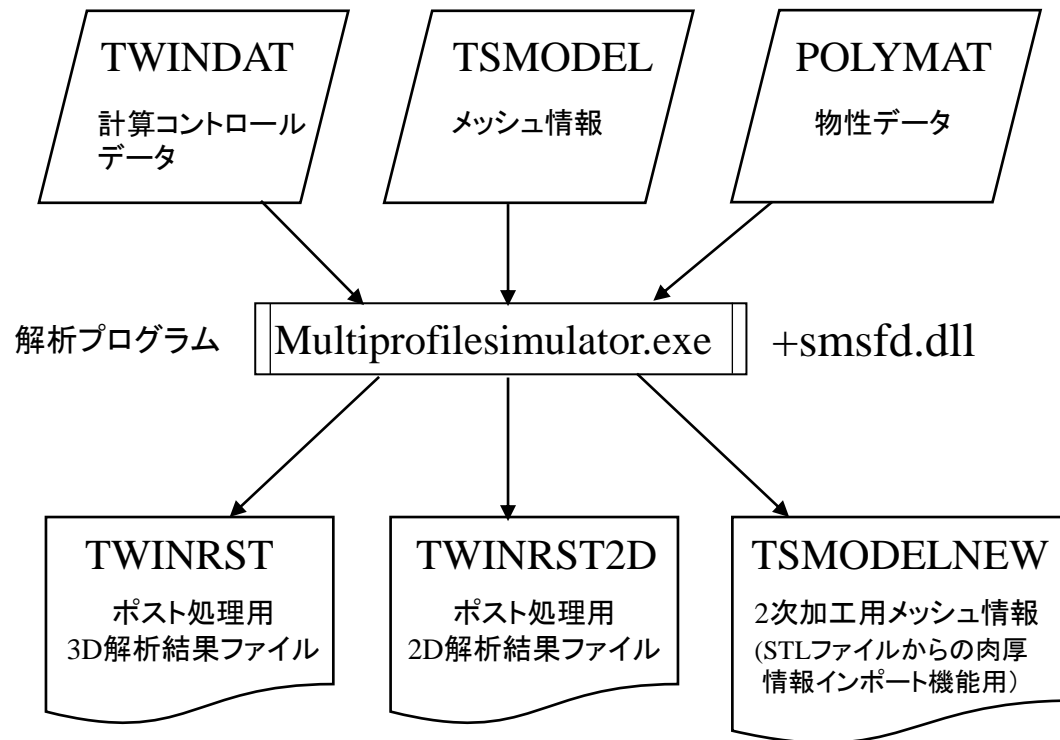 TWINDAT
計算コントロール
データ
TSMODEL
メッシュ情報
POLYMAT
物性データ
解析プログラム
Multiprofilesimulator.exe
+smsfd.dll
TWINRST
ポスト処理用
3D解析結果ファイル
TWINRST2D
ポスト処理用
2D解析結果ファイル
TSMODELNEW
2次加工用メッシュ情報
(STLファイルからの肉厚
情報インポート機能用）